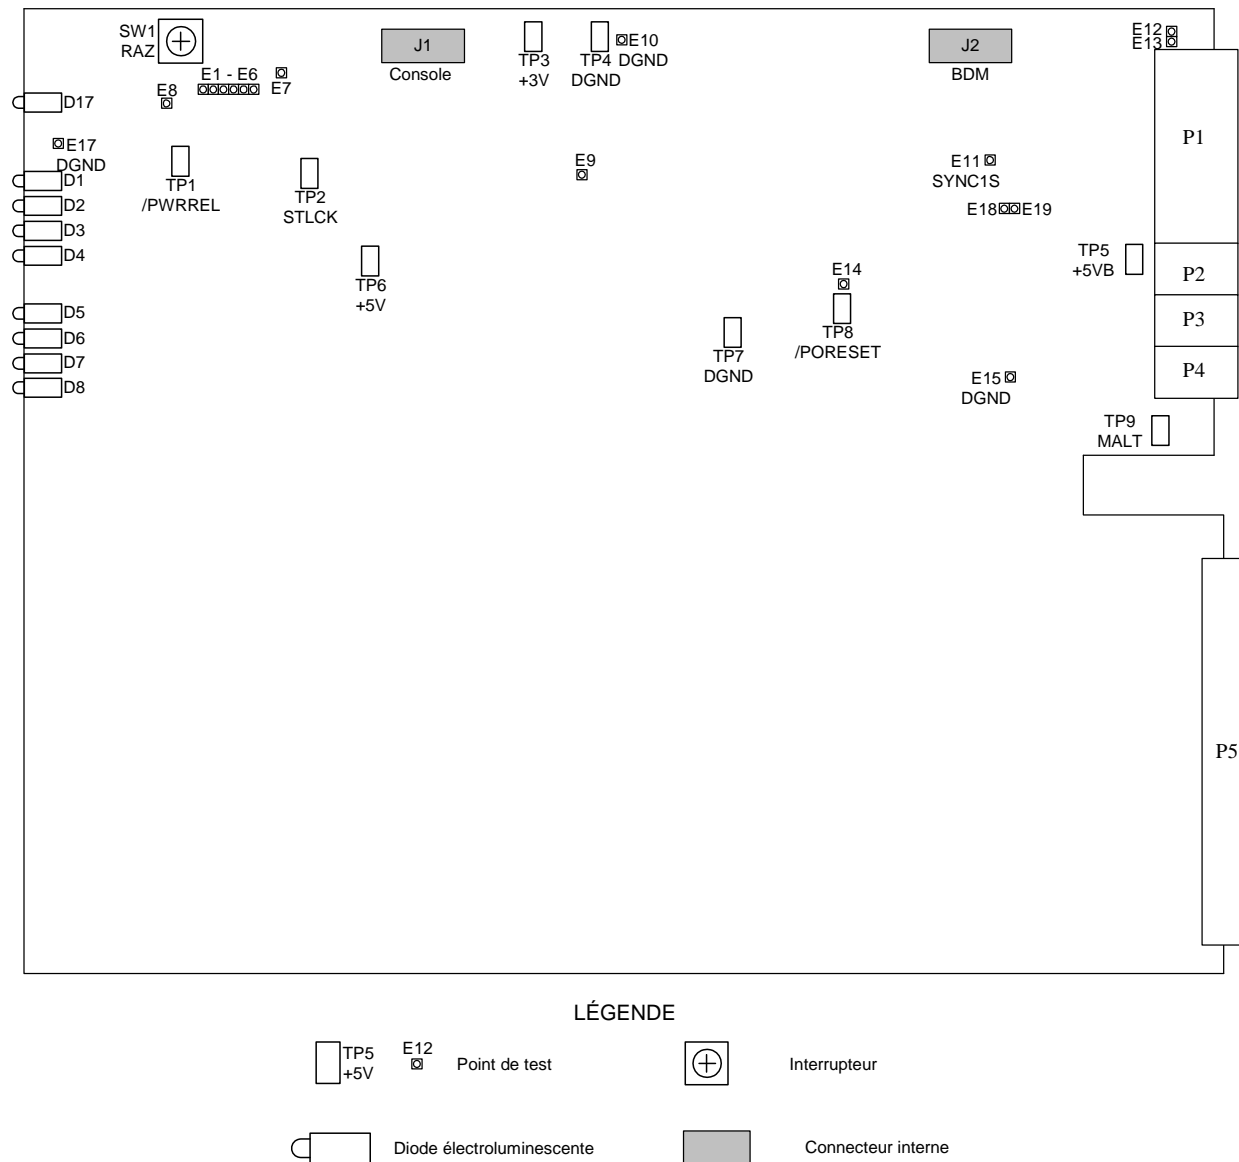 SW1
RAZ
J1
Console
TP3
+3V
TP4
DGND
E10
DGND
J2
BDM
E12
E13
E1 - E6
E7
E8
D17
E17
DGND
P1
D1
D2
D3
D4
TP1
/PWRREL
TP2
STLCK
E9
E11
SYNC1S
E18
E19
TP6
+5V
TP5
+5VB
P2
E14
TP8
/PORESET
P3
D5
D6
D7
D8
TP7
DGND
E15
DGND
P4
TP9
MALT
P5
LÉGENDE
TP5
+5V
E12
Point de test
Interrupteur
Diode électroluminescente
Connecteur interne